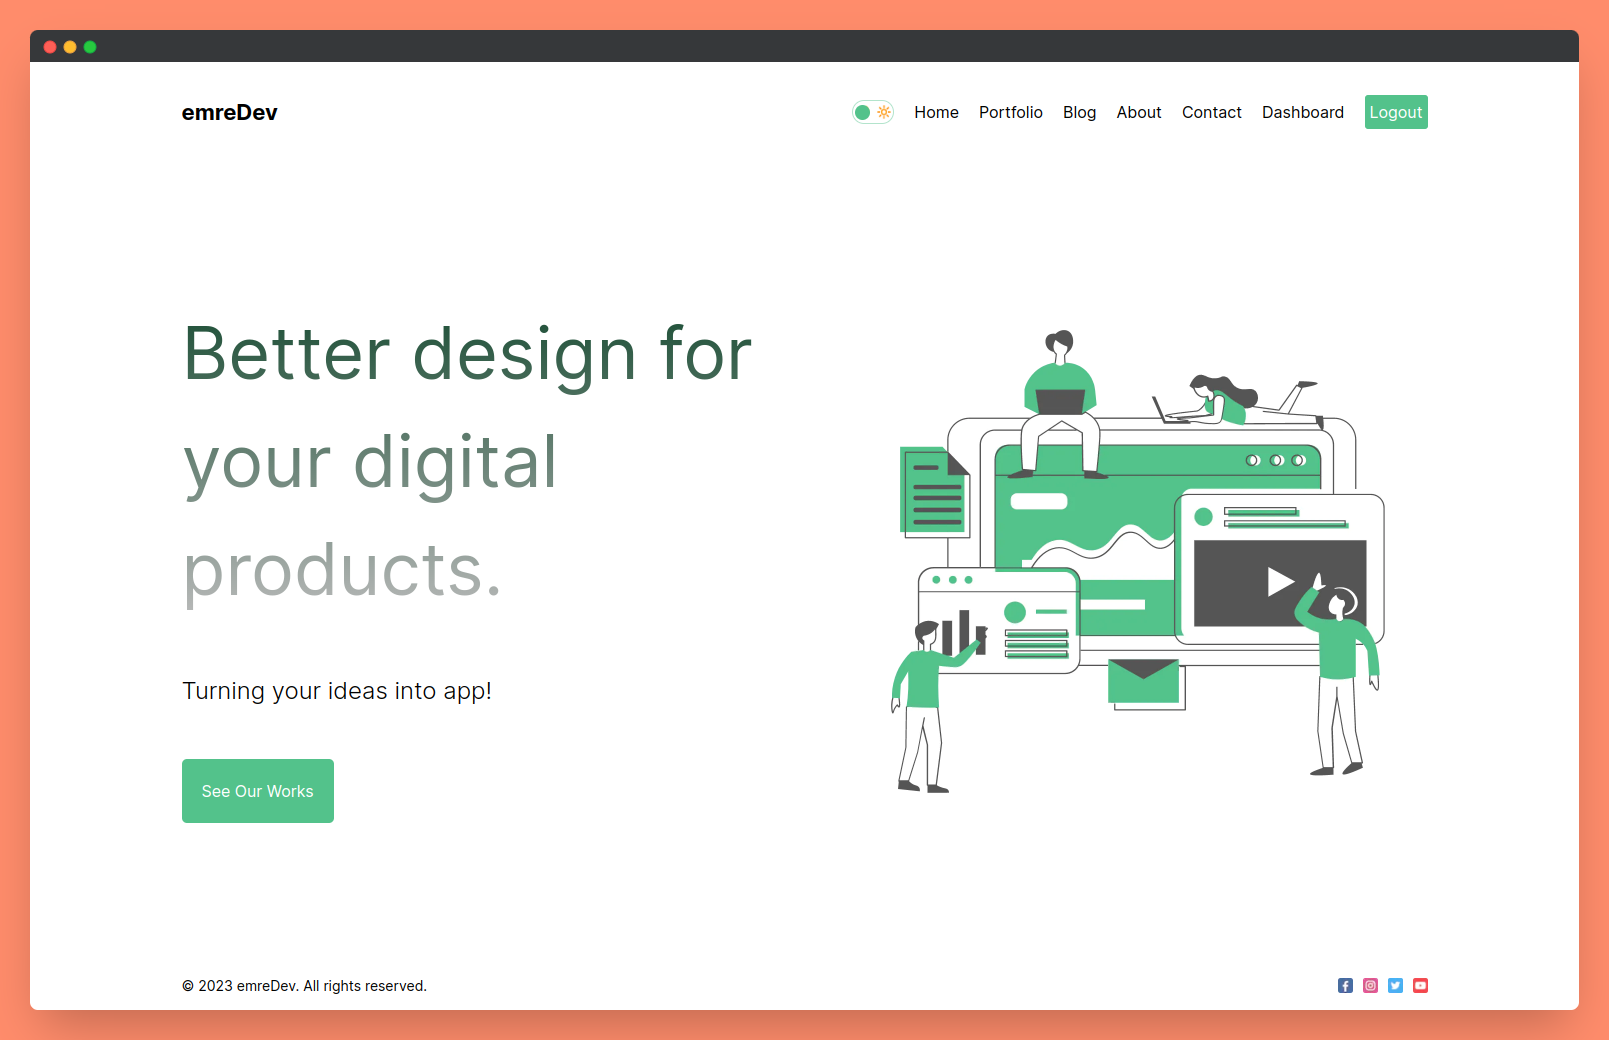 emreDev
Home Portfolio Blog About Contact Dashboard Logout
Better design for
your digital
products.
Turning your ideas into app!
See Our Works
© 2023 emreDev. All rights reserved.